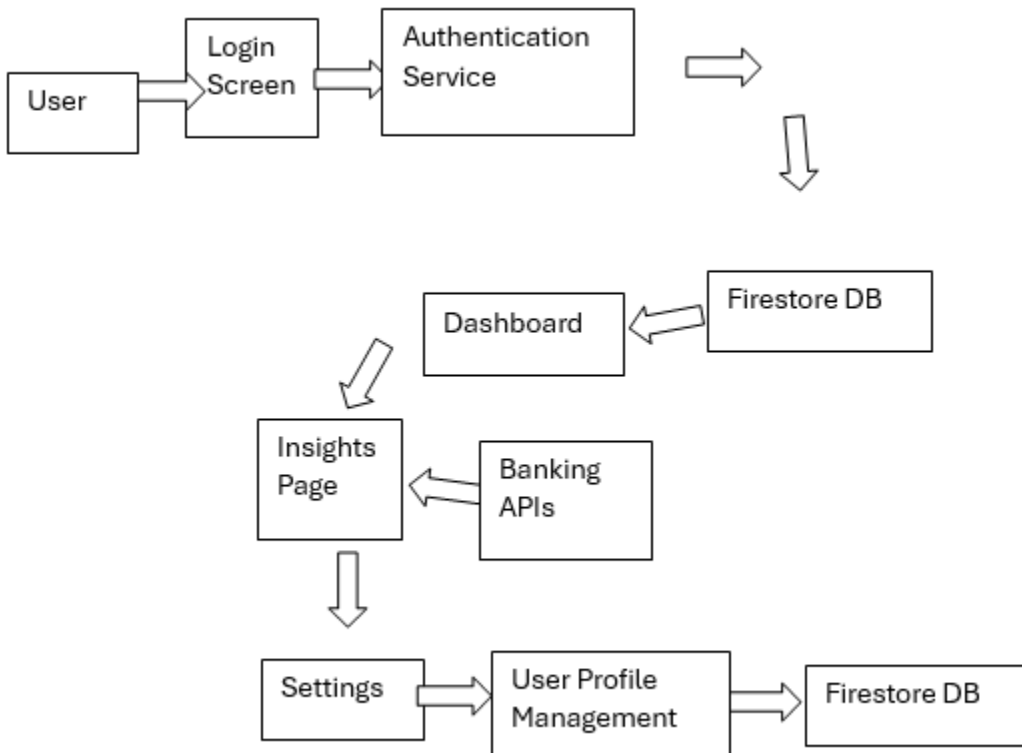 User
Login
Screen
Authentication
Service
Firestore DB
Dashboard
Insights
Page
Banking
APIs
Settings
User Profile
Management
Firestore DB